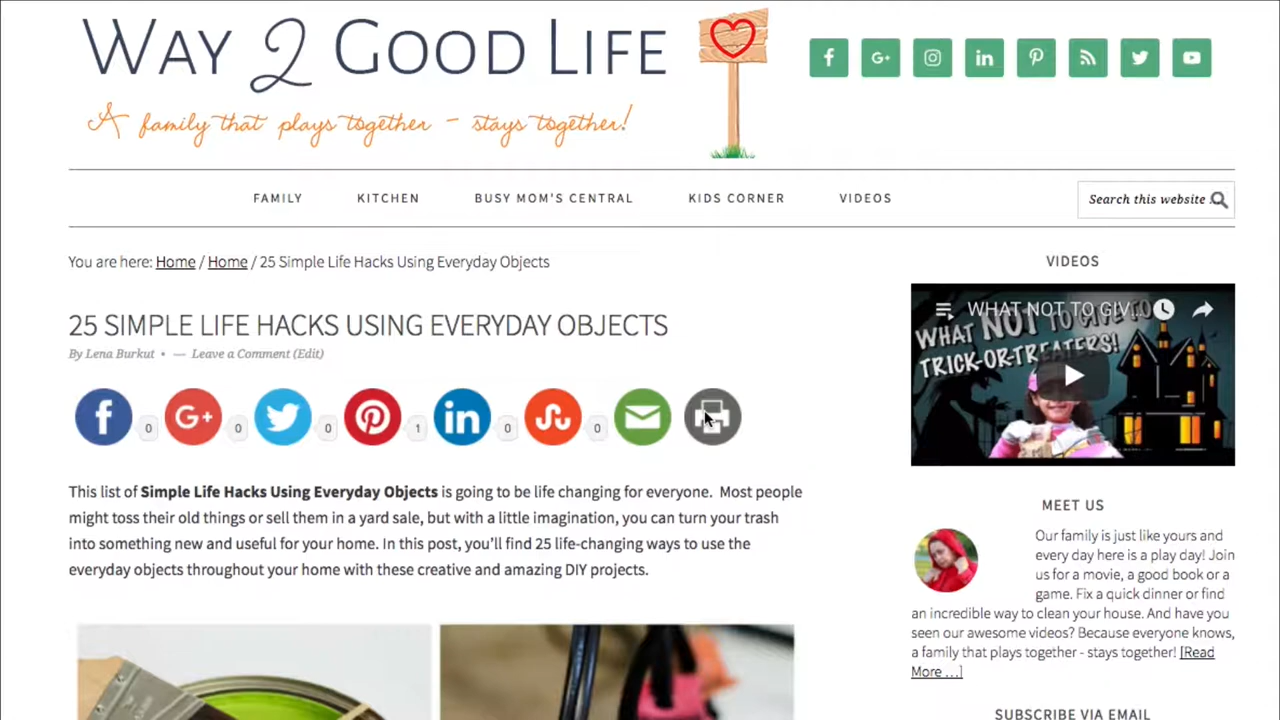 WAY 2 GOOD LIFE
A family that plays together - stays together!
FAMILY KITCHEN BUSY MOM'S CENTRAL KIDS CORNER VIDEOS Search this website
You are here: Home / Home / 25 Simple Life Hacks Using Everyday Objects
25 SIMPLE LIFE HACKS USING EVERYDAY OBJECTS
By Lena Burkut • — Leave a Comment (Edit)
0 0 0 1 0 0
This list of Simple Life Hacks Using Everyday Objects is going to be life changing for everyone. Most people
might toss their old things or sell them in a yard sale, but with a little imagination, you can turn your trash
into something new and useful for your home. In this post, you'll find 25 life-changing ways to use the
everyday objects throughout your home with these creative and amazing DIY projects.
VIDEOS
WHAT NOT TO GIV...
WHAT NOT TO GIVE TO
TRICK-OR-TREATERS!
MEET US
Our family is just like yours and
every day here is a play day! Join
us for a movie, a good book or a
game. Fix a quick dinner or find
an incredible way to clean your house. And have you
seen our awesome videos? Because everyone knows,
a family that plays together - stays together! [Read
More ...]
SUBSCRIBE VIA EMAIL